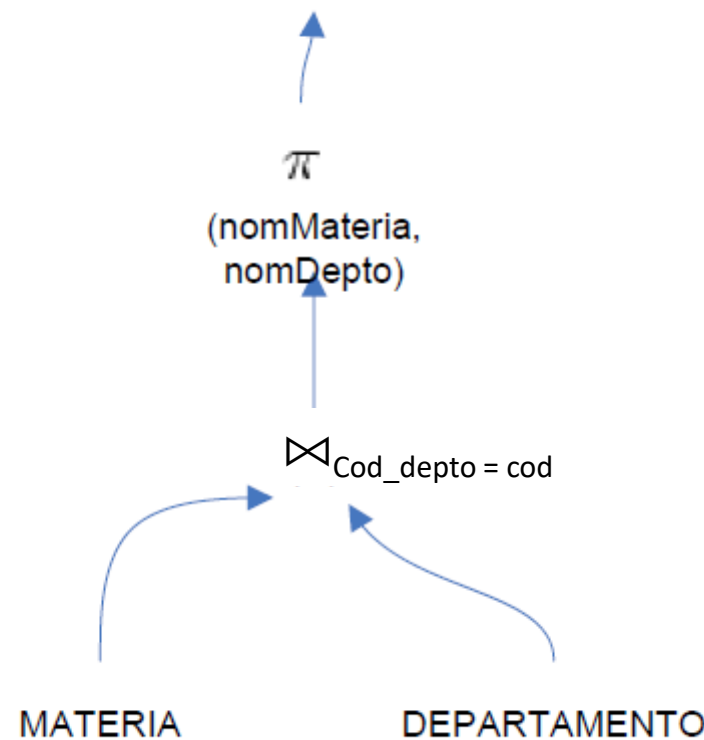 π
(nomMateria,
nomDepto)
⋈Cod_depto = cod
MATERIA
DEPARTAMENTO